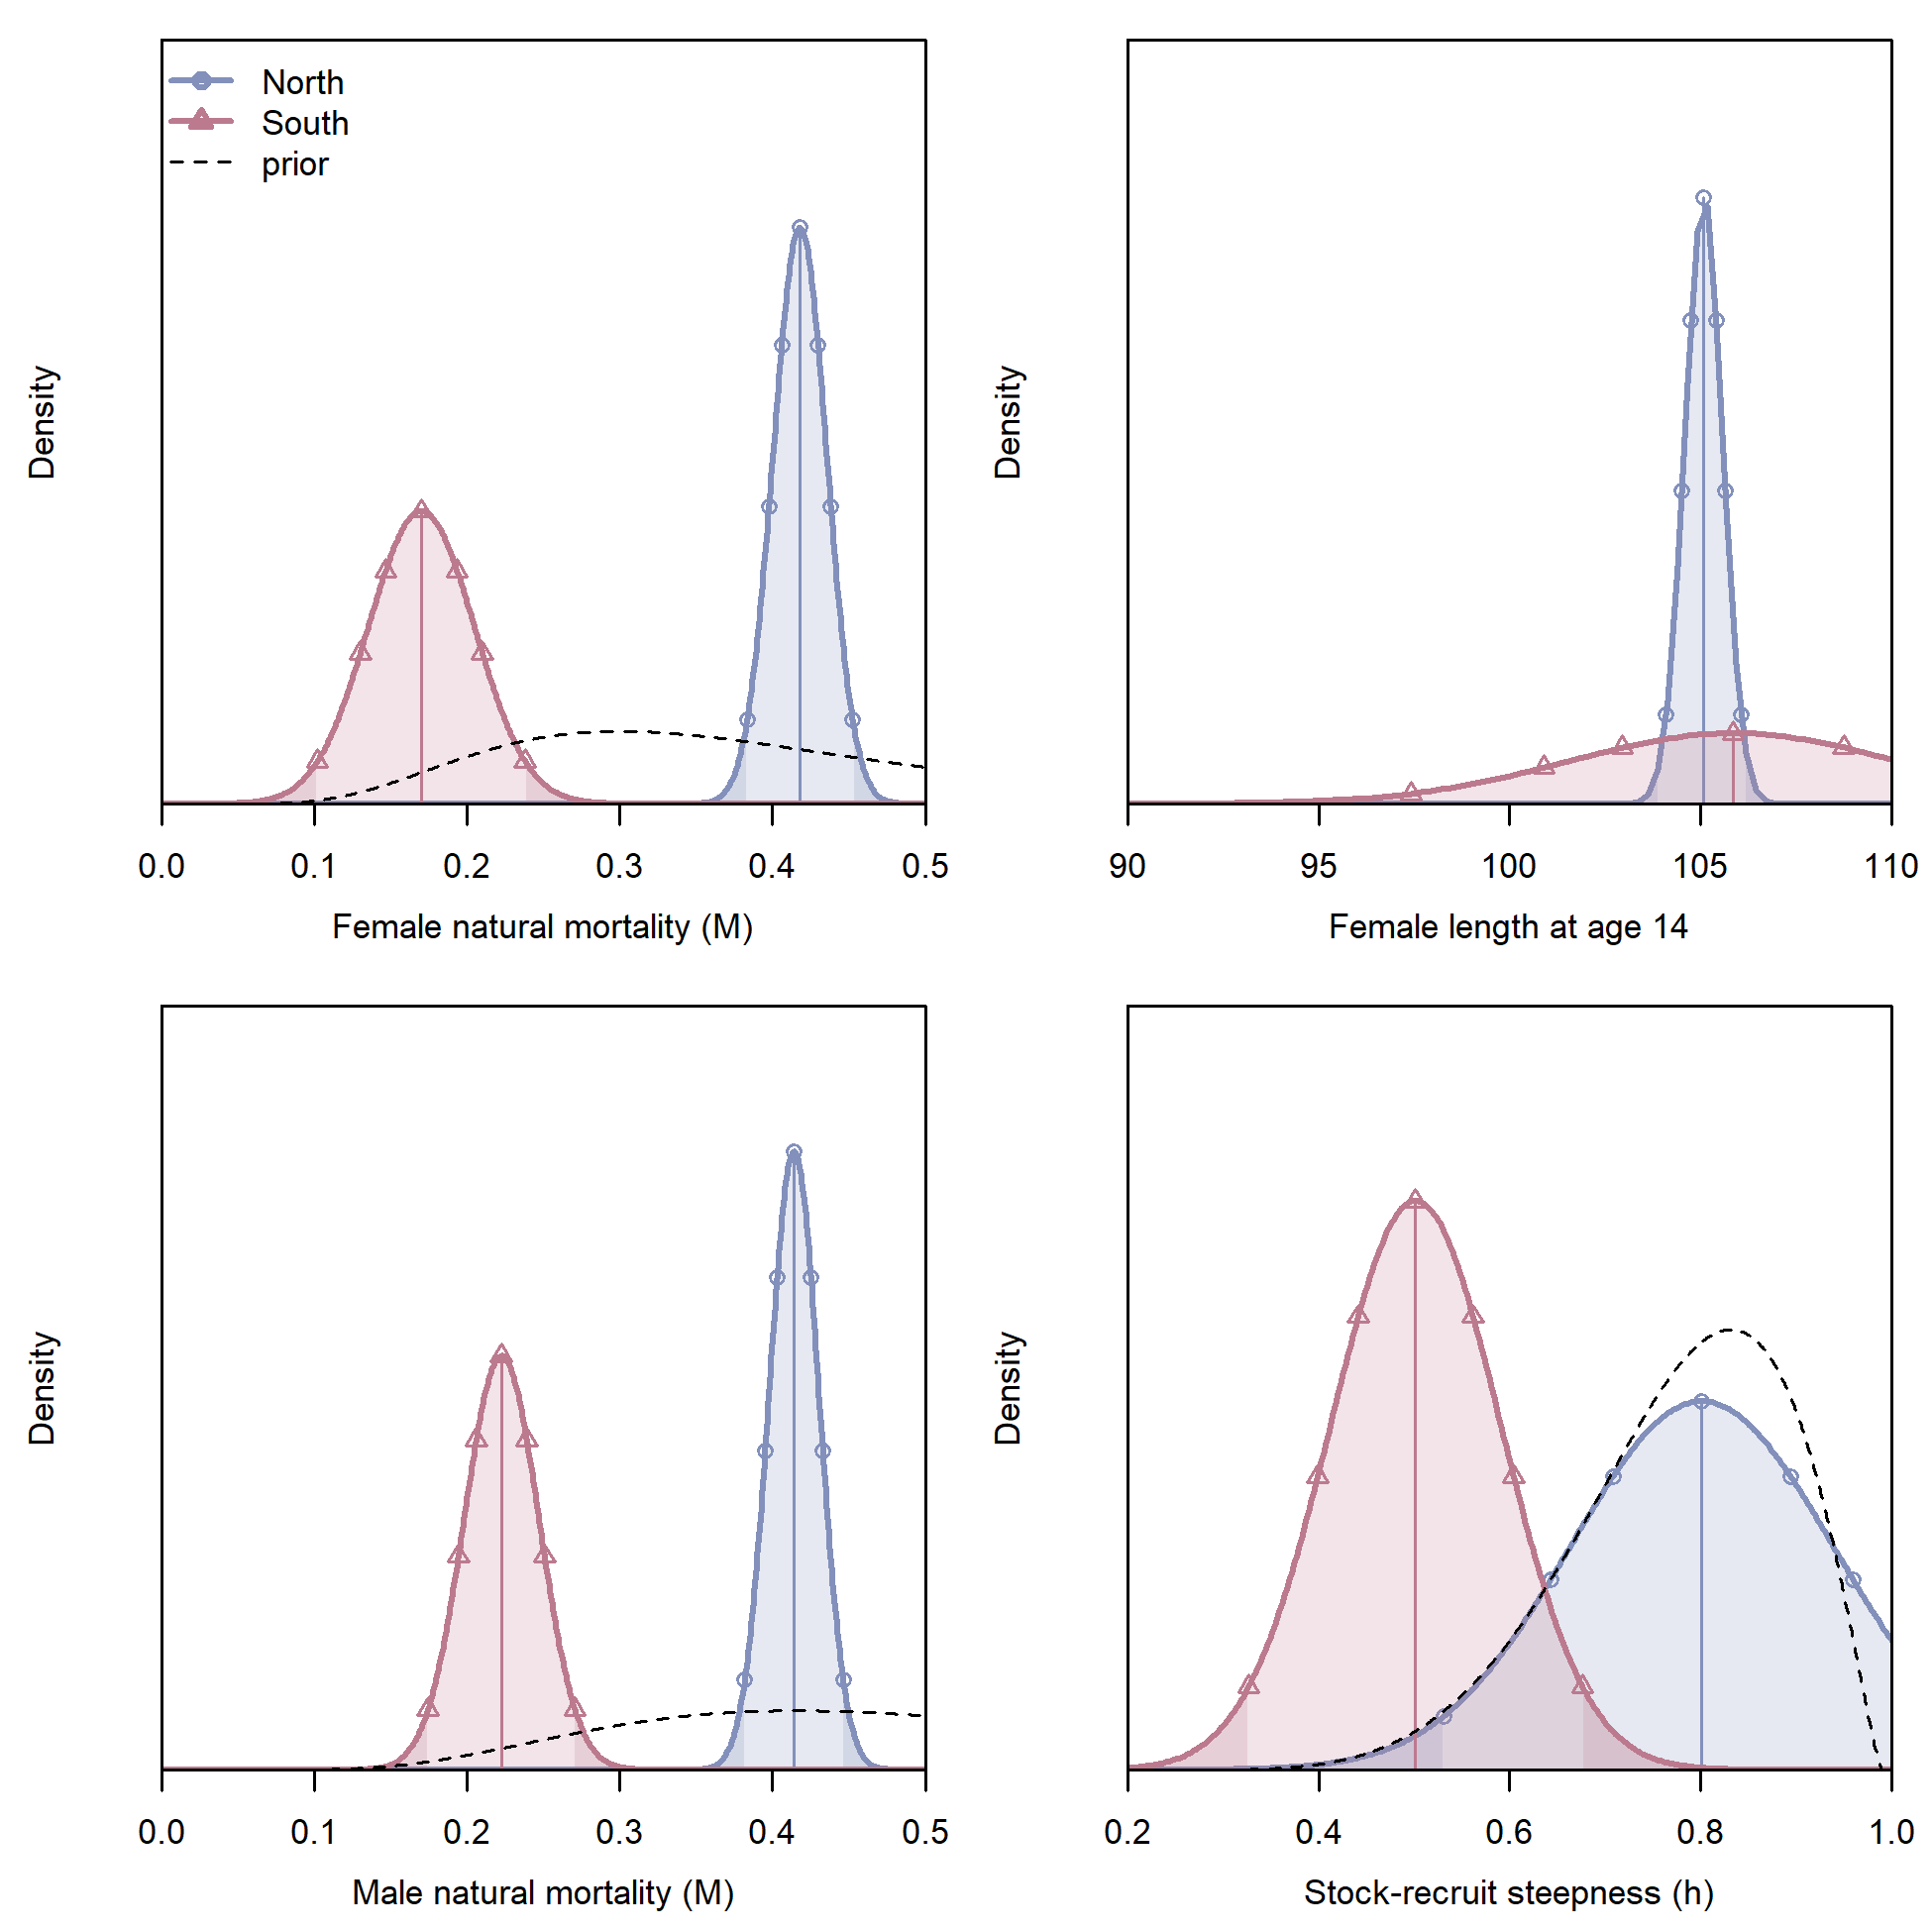 North
South
prior
Density
0.0 0.1 0.2 0.3 0.4 0.5
Female natural mortality (M)
Density
90 95 100 105 110
Female length at age 14
Density
0.0 0.1 0.2 0.3 0.4 0.5
Male natural mortality (M)
Density
0.2 0.4 0.6 0.8 1.0
Stock-recruit steepness (h)